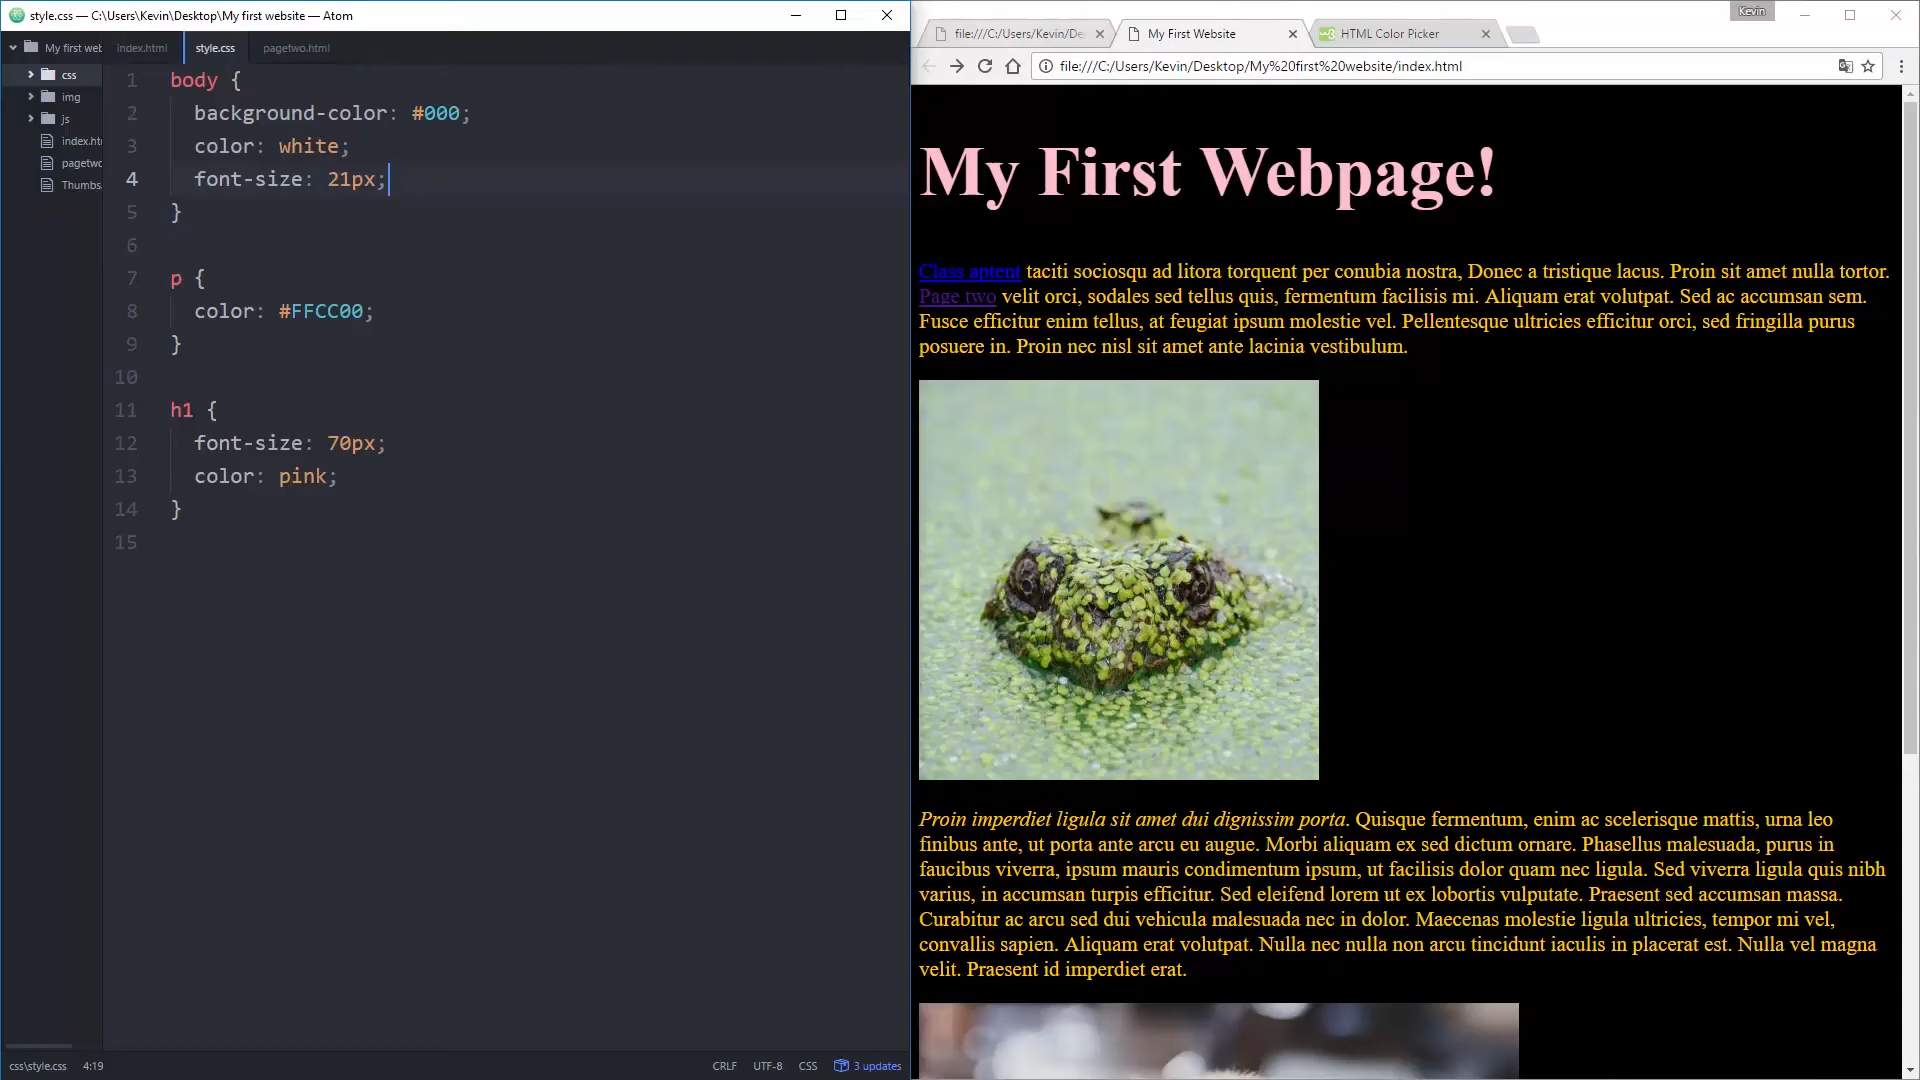 style.css — C:\Users\Kevin\Desktop\My first website — Atom
My first web
index.html
style.css
pagetwo.html
css
img
js
index.ht
pagetwo
Thumbs.
1 body {
2 background-color: #000;
3 color: white;
4 font-size: 21px;
5 }
6
7 p {
8 color: #FFCC00;
9 }
10
11 h1 {
12 font-size: 70px;
13 color: pink;
14 }
15
css\style.css 4:19 CRLF UTF-8 CSS 3 updates
Kevin
file:///C:/Users/Kevin/De
My First Website
HTML Color Picker
file:///C:/Users/Kevin/Desktop/My%20first%20website/index.html
My First Webpage!
Class aptent taciti sociosqu ad litora torquent per conubia nostra, Donec a tristique lacus. Proin sit amet nulla tortor.
Page two velit orci, sodales sed tellus quis, fermentum facilisis mi. Aliquam erat volutpat. Sed ac accumsan sem.
Fusce efficitur enim tellus, at feugiat ipsum molestie vel. Pellentesque ultricies efficitur orci, sed fringilla purus
posuere in. Proin nec nisl sit amet ante lacinia vestibulum.
Proin imperdiet ligula sit amet dui dignissim porta. Quisque fermentum, enim ac scelerisque mattis, urna leo
finibus ante, ut porta ante arcu eu augue. Morbi aliquam ex sed dictum ornare. Phasellus malesuada, purus in
faucibus viverra, ipsum mauris condimentum ipsum, ut facilisis dolor quam nec ligula. Sed viverra ligula quis nibh
varius, in accumsan turpis efficitur. Sed eleifend lorem ut ex lobortis vulputate. Praesent sed accumsan massa.
Curabitur ac arcu sed dui vehicula malesuada nec in dolor. Maecenas molestie ligula ultricies, tempor mi vel,
convallis sapien. Aliquam erat volutpat. Nulla nec nulla non arcu tincidunt iaculis in placerat est. Nulla vel magna
velit. Praesent id imperdiet erat.